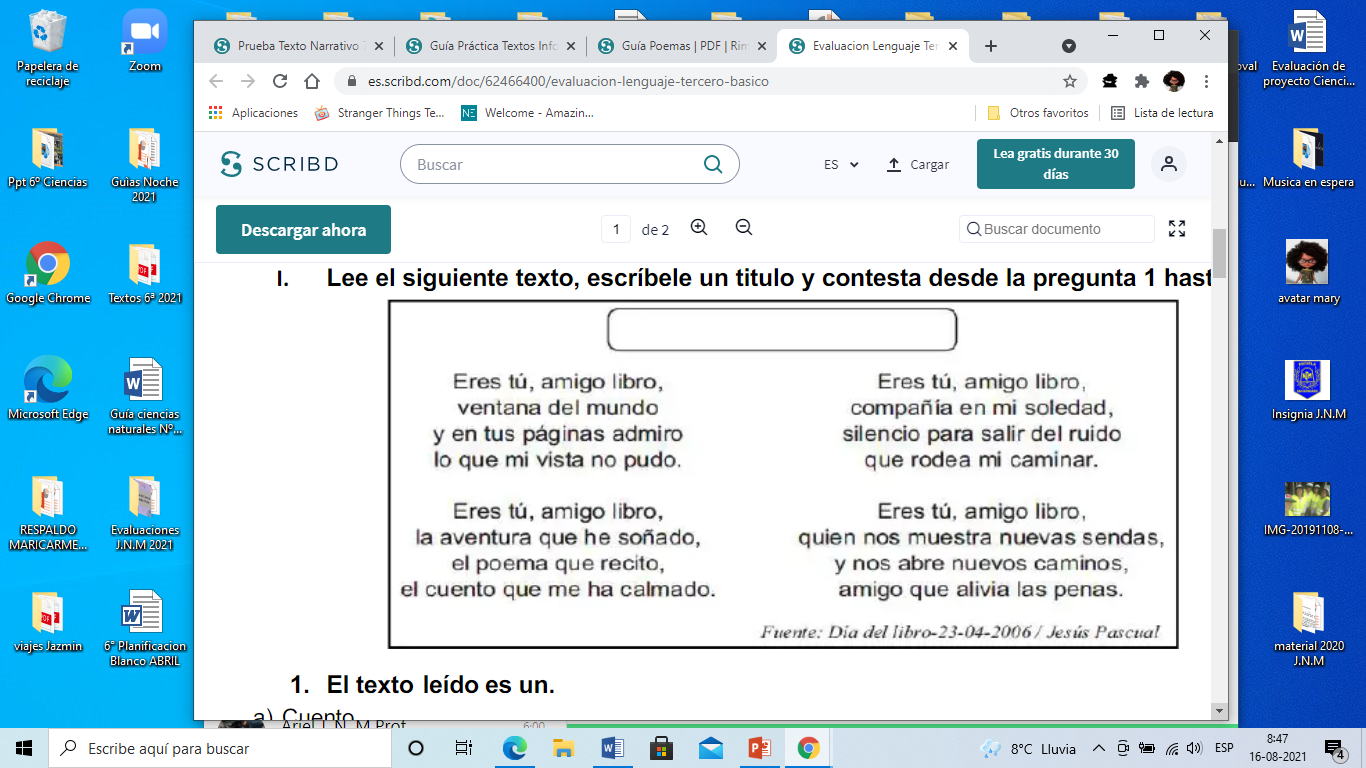 Papelera de
reciclaje
Zoom
Ppt 6º Ciencias
Guìas Noche
2021
Google Chrome
Textos 6ª 2021
Microsoft Edge
Guía ciencias
naturales Nº...
RESPALDO
MARICARME...
Evaluaciones
J.N.M 2021
viajes Jazmin
6° Planificacion
Blanco ABRIL
Prueba Texto Narrativo
Guía Práctica Textos Info
Guía Poemas | PDF | Rim
Evaluacion Lenguaje Ter
es.scribd.com/doc/62466400/evaluacion-lenguaje-tercero-basico
Aplicaciones
Stranger Things Te...
Welcome - Amazin...
Otros favoritos
Lista de lectura
SCRIBD
Buscar
ES
Cargar
Lea gratis durante 30
días
Descargar ahora
1 de 2
Buscar documento
I. Lee el siguiente texto, escríbele un titulo y contesta desde la pregunta 1 hast
Eres tú, amigo libro,
ventana del mundo
y en tus páginas admiro
lo que mi vista no pudo.
Eres tú, amigo libro,
la aventura que he soñado,
el poema que recito,
el cuento que me ha calmado.
Eres tú, amigo libro,
compañía en mi soledad,
silencio para salir del ruido
que rodea mi caminar.
Eres tú, amigo libro,
quien nos muestra nuevas sendas,
y nos abre nuevos caminos,
amigo que alivia las penas.
Fuente: Día del libro-23-04-2006 / Jesús Pascual
1. El texto leído es un.
a) Cuento
6:00
oval
Evaluación de
proyecto Cienci...
u...
Musica en espera
avatar mary
Insignia J.N.M
IMG-20191108-...
material 2020
J.N.M
Escribe aquí para buscar
8°C Lluvia
ESP
8:47
16-08-2021
4